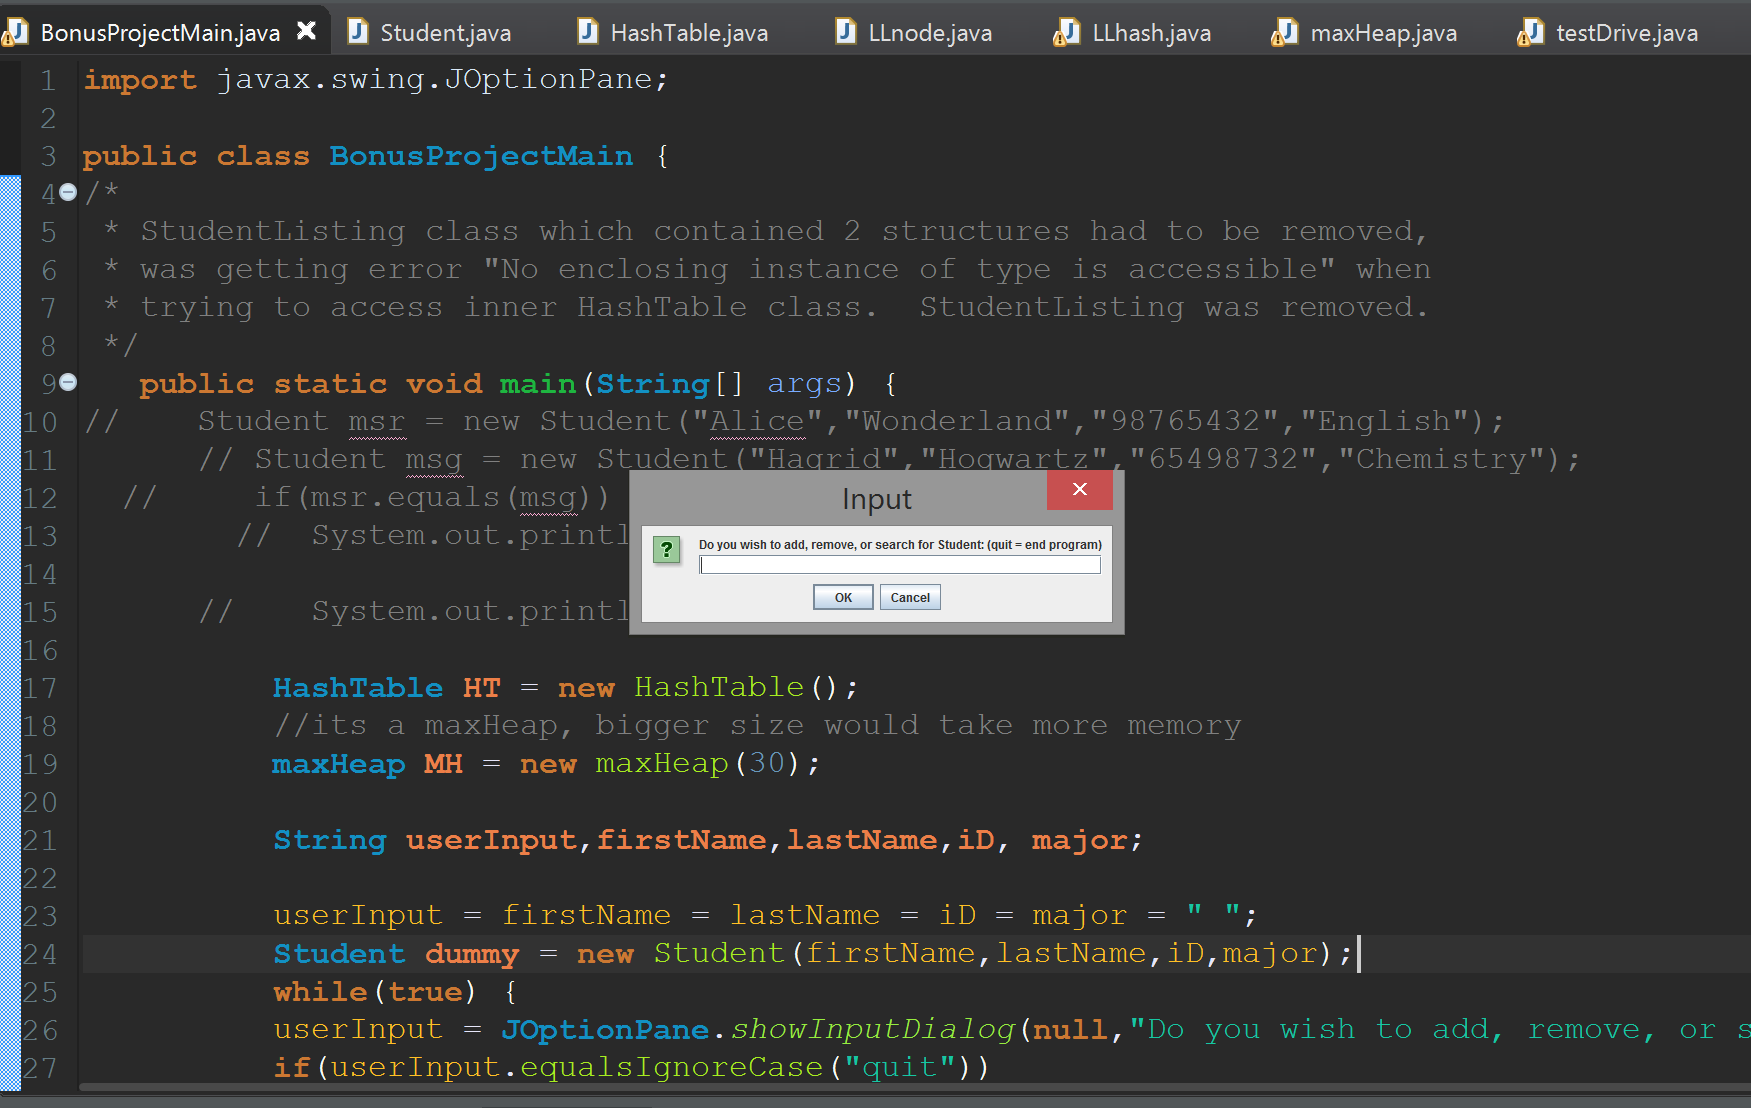 BonusProjectMain.java Student.java HashTable.java LLnode.java LLhash.java maxHeap.java testDrive.java
1 import javax.swing.JOptionPane;
2
3 public class BonusProjectMain {
4 /*
5 * StudentListing class which contained 2 structures had to be removed,
6 * was getting error "No enclosing instance of type is accessible" when
7 * trying to access inner HashTable class.  StudentListing was removed.
8 */
9 public static void main(String[] args) {
10 // Student msr = new Student("Alice","Wonderland","98765432","English");
11 // Student msg = new Student("Hagrid","Hogwartz","65498732","Chemistry");
12 // if(msr.equals(msg))
13 // System.out.printl
14
15 // System.out.printl
16
Input
Do you wish to add, remove, or search for Student: (quit = end program)
OK Cancel
17 HashTable HT = new HashTable();
18 //its a maxHeap, bigger size would take more memory
19 maxHeap MH = new maxHeap(30);
20
21 String userInput,firstName,lastName,iD, major;
22
23 userInput = firstName = lastName = iD = major = " ";
24 Student dummy = new Student(firstName,lastName,iD,major);
25 while(true) {
26 userInput = JOptionPane.showInputDialog(null,"Do you wish to add, remove, or s
27 if(userInput.equalsIgnoreCase("quit"))